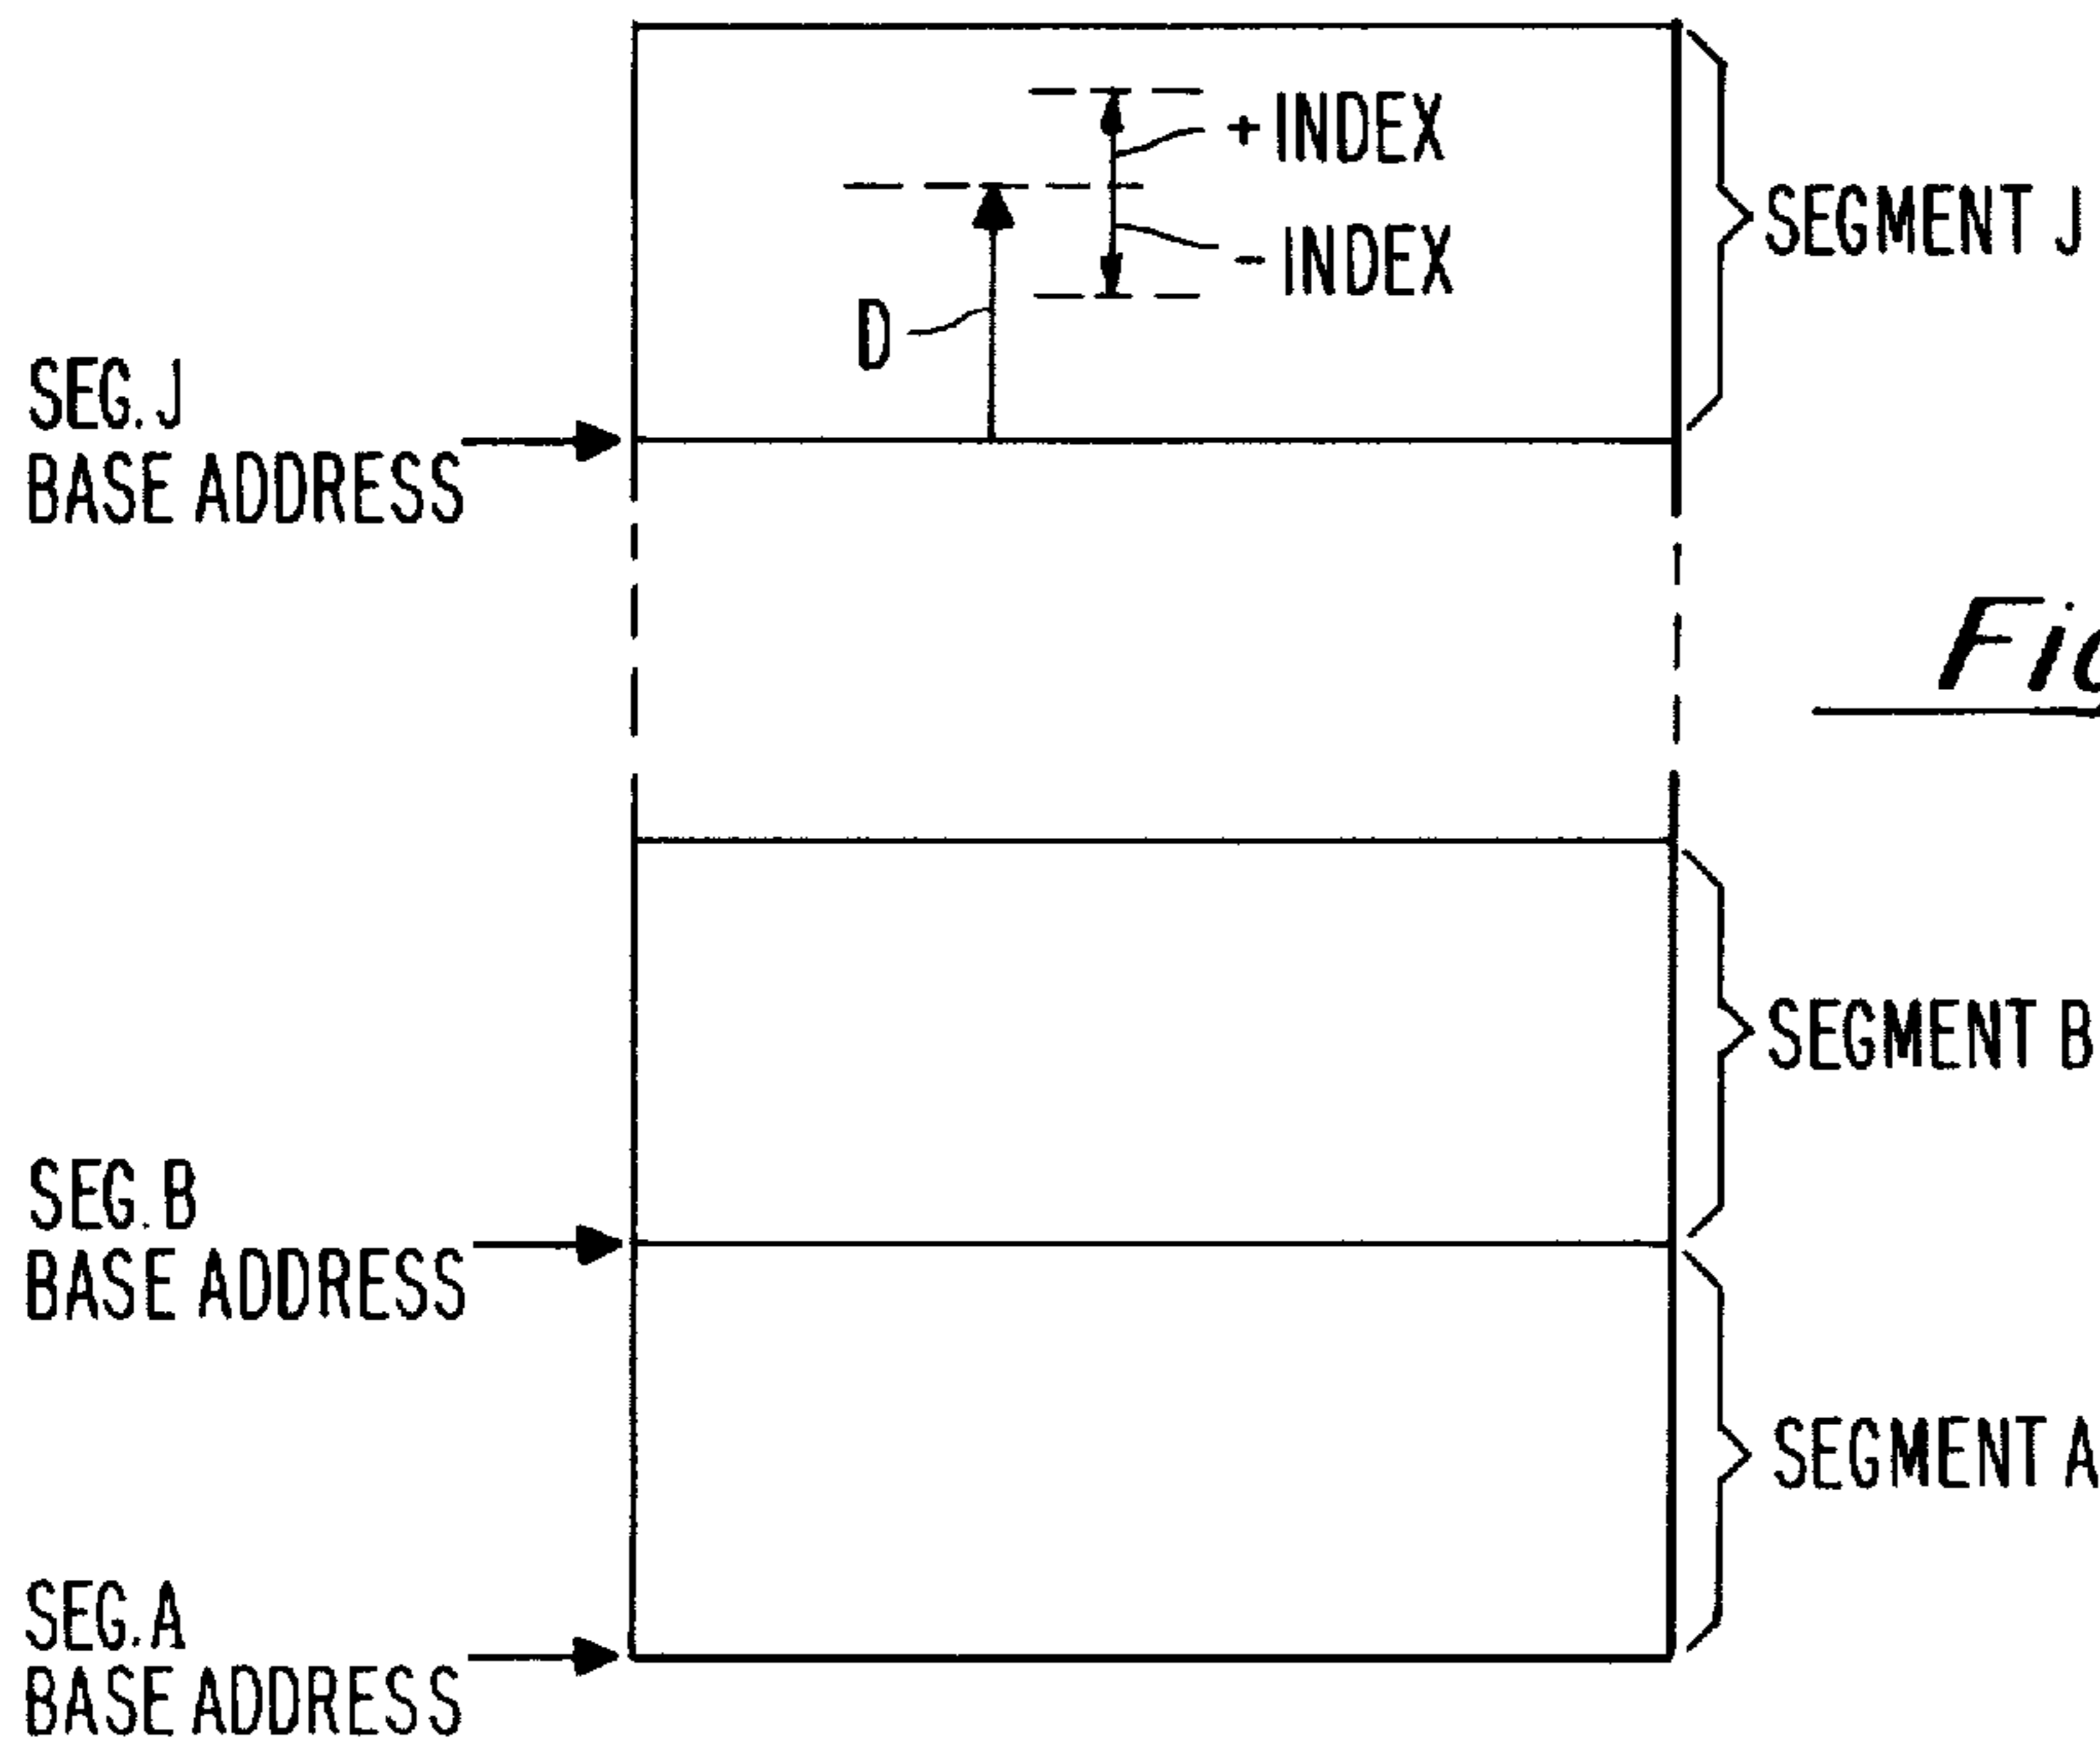 + INDEX
SEGMENT J
- INDEX
D
SEG. J
BASE ADDRESS
SEGMENT B
SEG. B
BASE ADDRESS
SEGMENT A
SEG. A
BASE ADDRESS